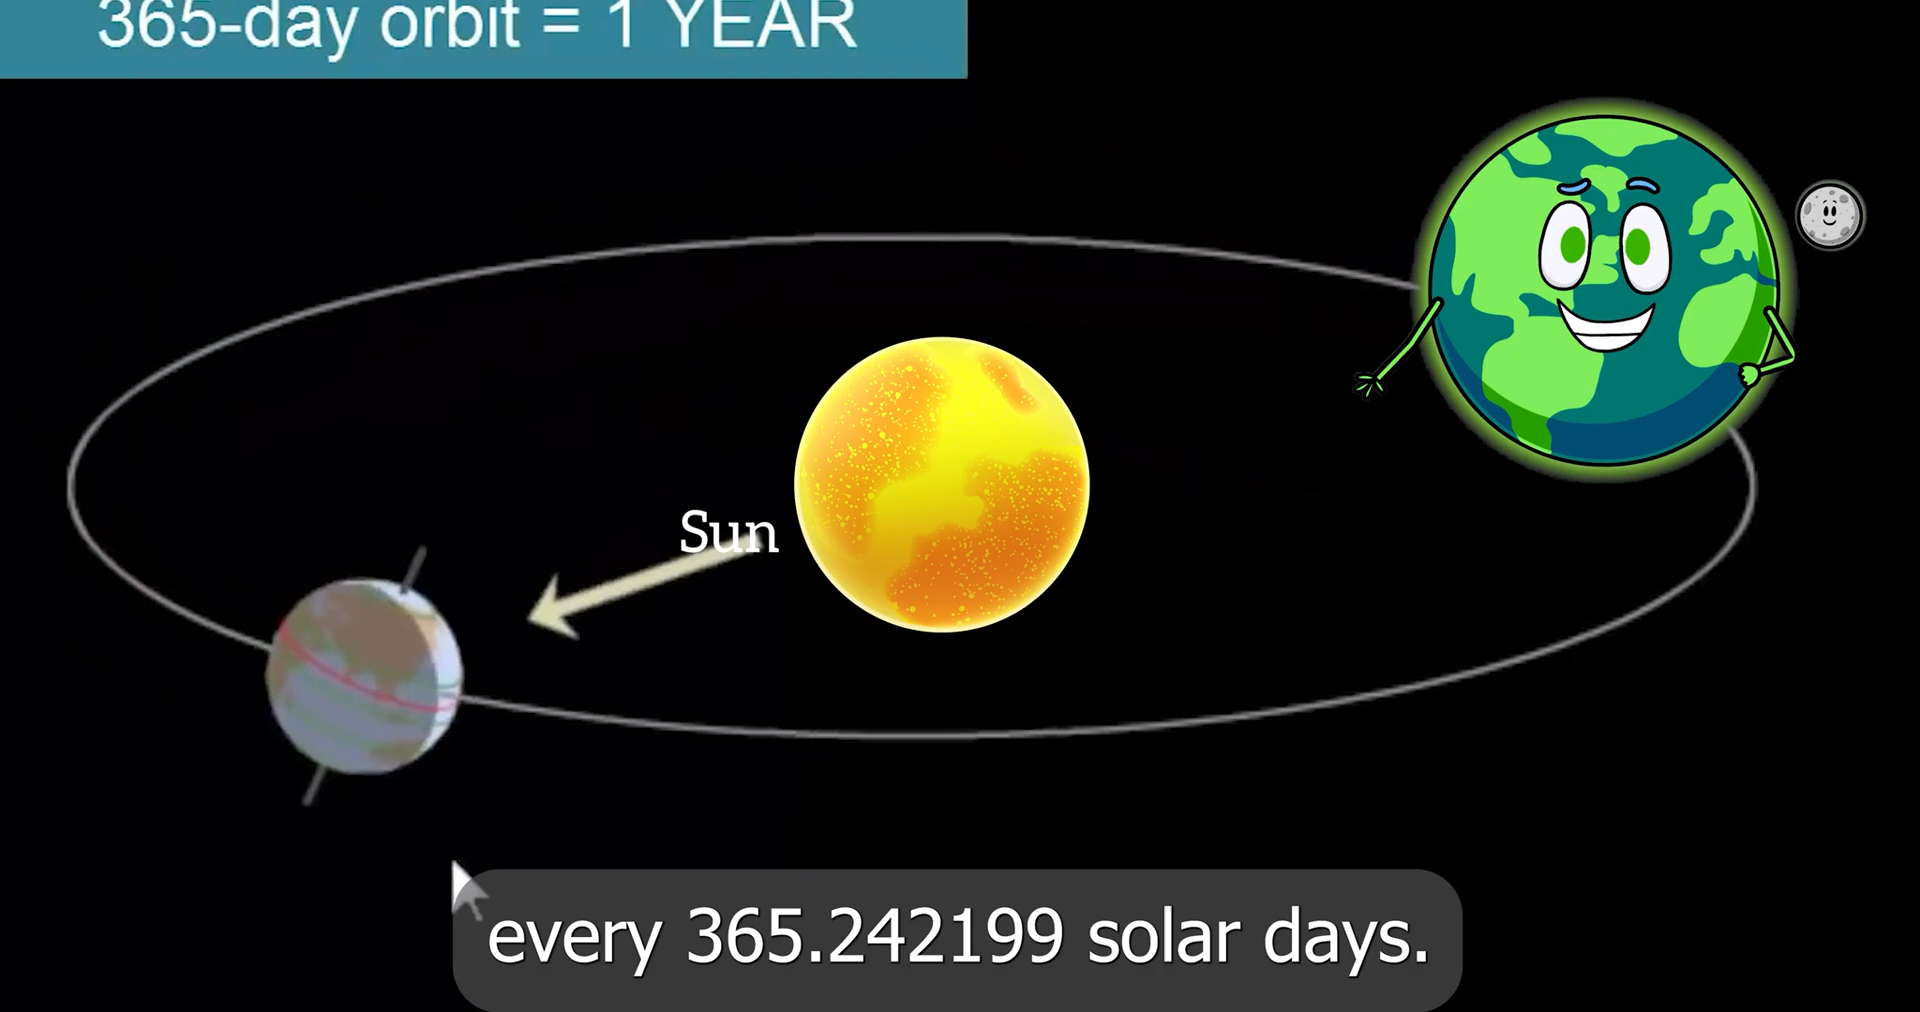 365-day orbit = 1 YEAR
Sun
every 365.242199 solar days.